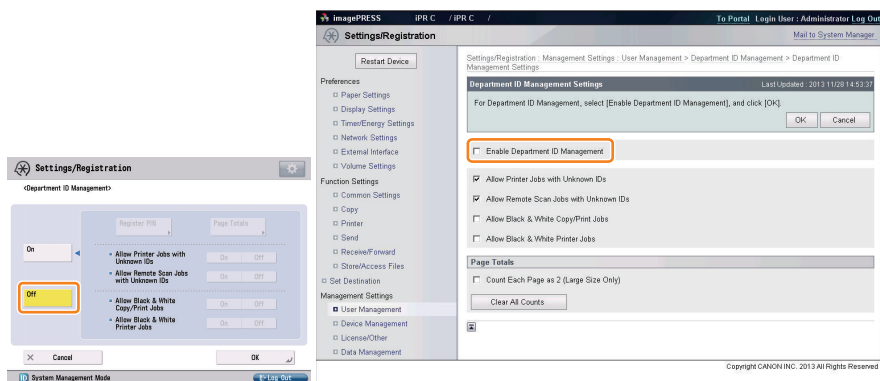 Settings/Registration
<Department ID Management>
Register PIN
Page Totals
On
Allow Printer Jobs with
Unknown IDs
On
Off
Allow Remote Scan Jobs
with Unknown IDs
On
Off
Off
Allow Black & White
Copy/Print Jobs
On
Off
Allow Black & White
Printer Jobs
On
Off
Cancel
OK
ID System Management Mode
Log Out
imagePRESS iPR C / iPR C /
To Portal Login User : Administrator Log Out
Settings/Registration
Mail to System Manager
Restart Device
Preferences
Paper Settings
Display Settings
Timer/Energy Settings
Network Settings
External Interface
Volume Settings
Function Settings
Common Settings
Copy
Printer
Send
Receive/Forward
Store/Access Files
Set Destination
Management Settings
User Management
Device Management
License/Other
Data Management
Settings/Registration : Management Settings : User Management > Department ID Management > Department ID
Management Settings
Department ID Management Settings
Last Updated : 2013 11/28 14:53:37
For Department ID Management, select [Enable Department ID Management], and click [OK].
OK
Cancel
Enable Department ID Management
Allow Printer Jobs with Unknown IDs
Allow Remote Scan Jobs with Unknown IDs
Allow Black & White Copy/Print Jobs
Allow Black & White Printer Jobs
Page Totals
Count Each Page as 2 (Large Size Only)
Clear All Counts
Copyright CANON INC. 2013 All Rights Reserved